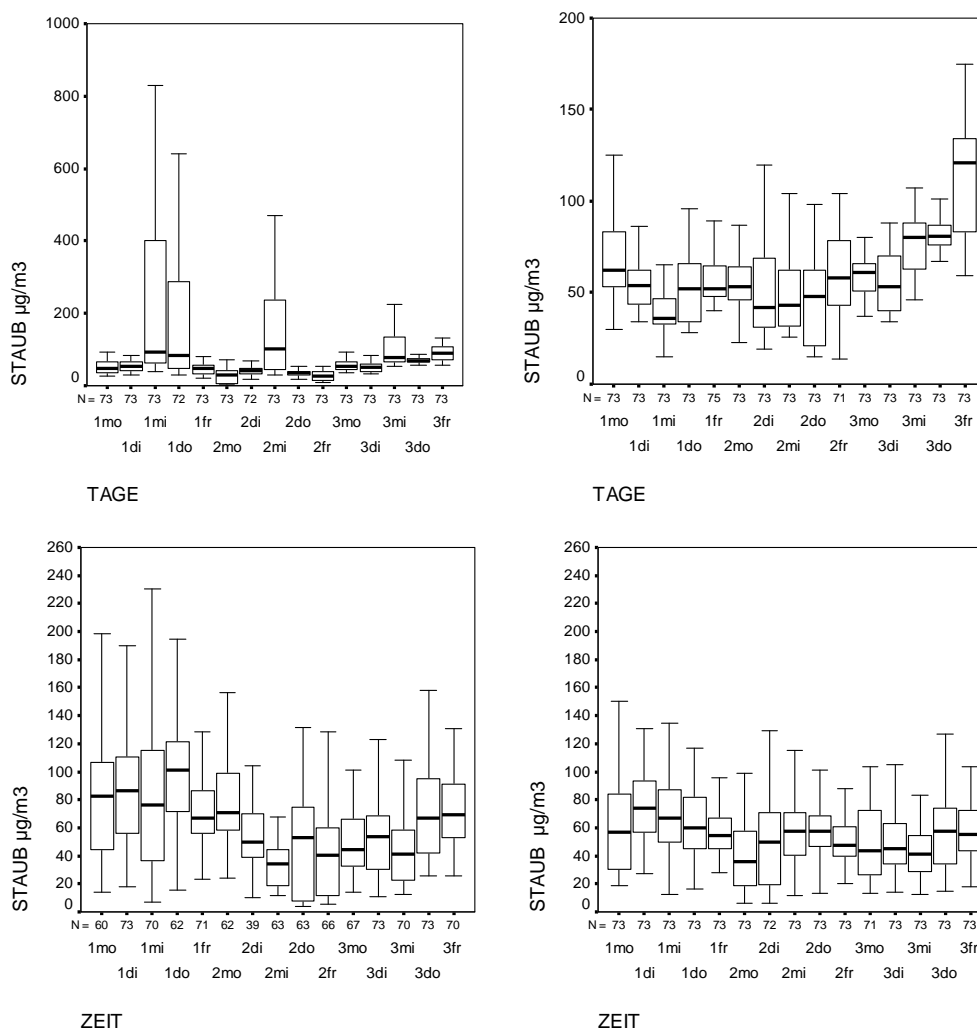 1000
800
600
400
200
0
STAUB µg/m3
N = 73 73 73 72 73 73 72 73 73 73 73 73 73 73 73
1mo 1mi 1fr 2di 2do 3mo 3mi 3fr
1di 1do 2mo 2mi 2fr 3di 3do
TAGE
200
150
100
50
0
STAUB µg/m3
N = 73 73 73 73 75 73 73 73 73 71 73 73 73 73 73
1mo 1mi 1fr 2di 2do 3mo 3mi 3fr
1di 1do 2mo 2mi 2fr 3di 3do
TAGE
260
240
220
200
180
160
140
120
100
80
60
40
20
0
STAUB µg/m3
N = 60 73 70 62 71 62 39 63 63 66 67 73 70 73 70
1mo 1mi 1fr 2di 2do 3mo 3mi 3fr
1di 1do 2mo 2mi 2fr 3di 3do
ZEIT
260
240
220
200
180
160
140
120
100
80
60
40
20
0
STAUB µg/m3
N = 73 73 73 73 73 73 72 73 73 73 71 73 73 73 73
1mo 1mi 1fr 2di 2do 3mo 3mi 3fr
1di 1do 2mo 2mi 2fr 3di 3do
ZEIT